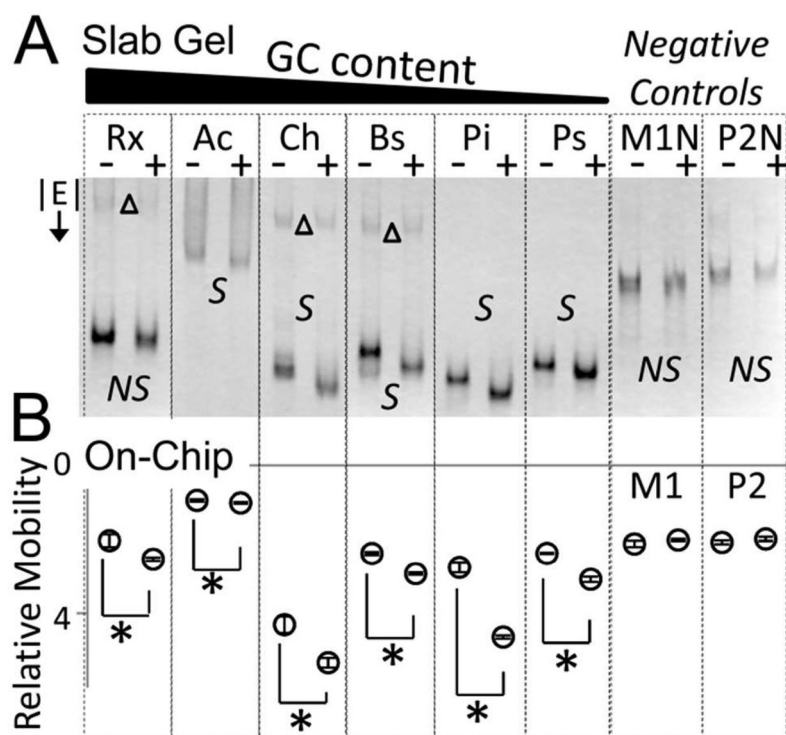 A
Slab Gel
GC content
Negative
Controls
Rx Ac Ch Bs Pi Ps M1N P2N
- + - + - + - + - + - + - + - +
|E|
Δ Δ Δ
S S S S
NS S NS NS
B
0 On-Chip
M1 P2
Relative Mobility
4
* * * * * *